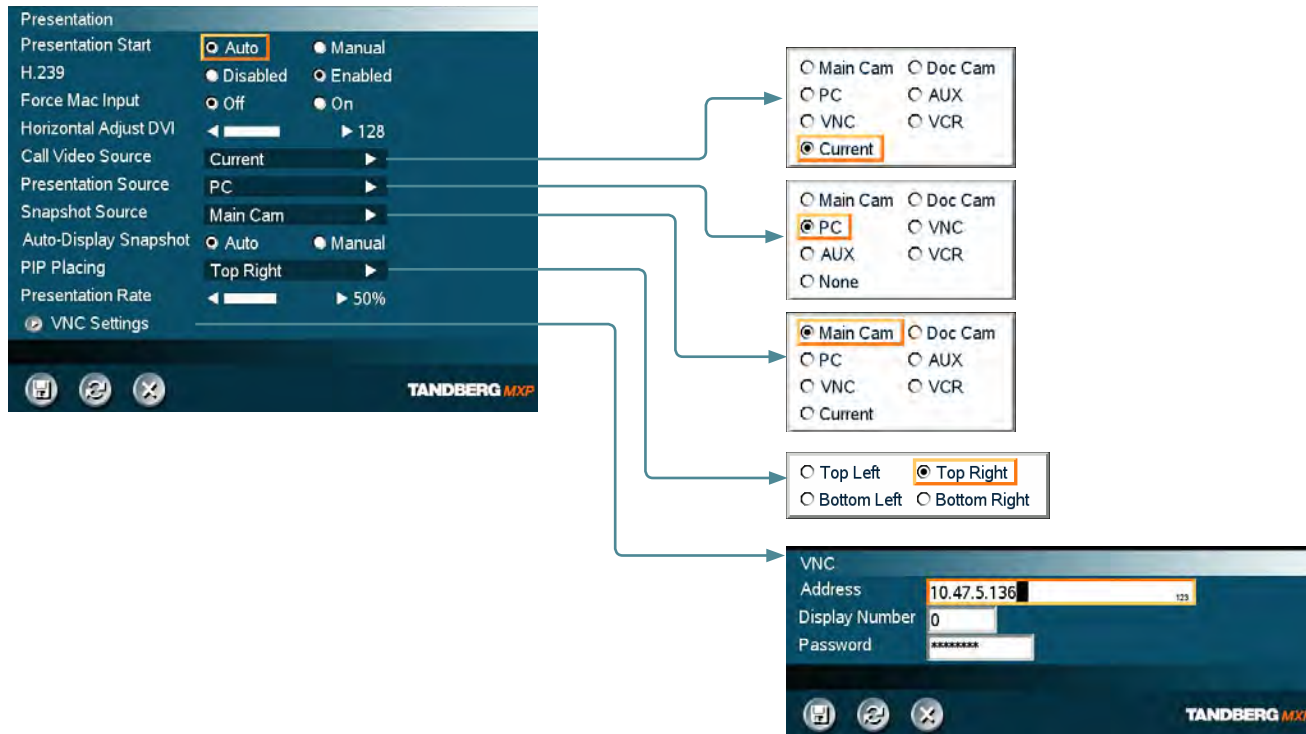 Presentation
Presentation Start Auto Manual
H.239 Disabled Enabled
Force Mac Input Off On
Horizontal Adjust DVI 128
Call Video Source Current
Presentation Source PC
Snapshot Source Main Cam
Auto-Display Snapshot Auto Manual
PIP Placing Top Right
Presentation Rate 50%
VNC Settings
TANDBERG MXP
Main Cam Doc Cam
PC AUX
VNC VCR
Current
Main Cam Doc Cam
PC VNC
AUX VCR
None
Main Cam Doc Cam
PC AUX
VNC VCR
Current
Top Left Top Right
Bottom Left Bottom Right
VNC
Address 10.47.5.136 123
Display Number 0
Password ********
TANDBERG MXP